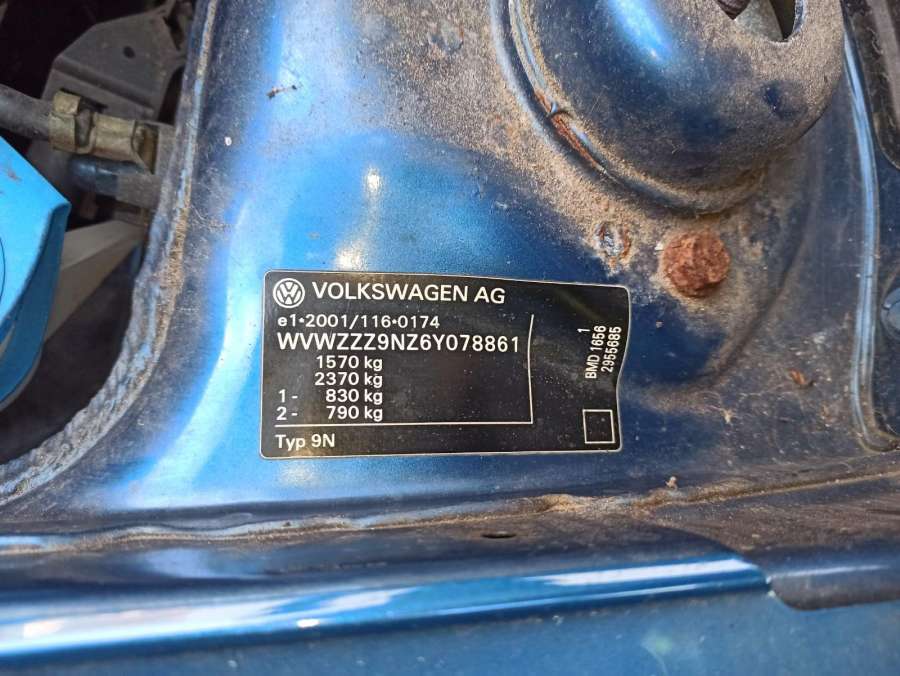 VOLKSWAGEN AG
e1•2001/116•0174
WVWZZZ9NZ6Y078861
1570 kg
2370 kg
1 - 830 kg
2 - 790 kg
Typ 9N
1
BMD 1656
2955685